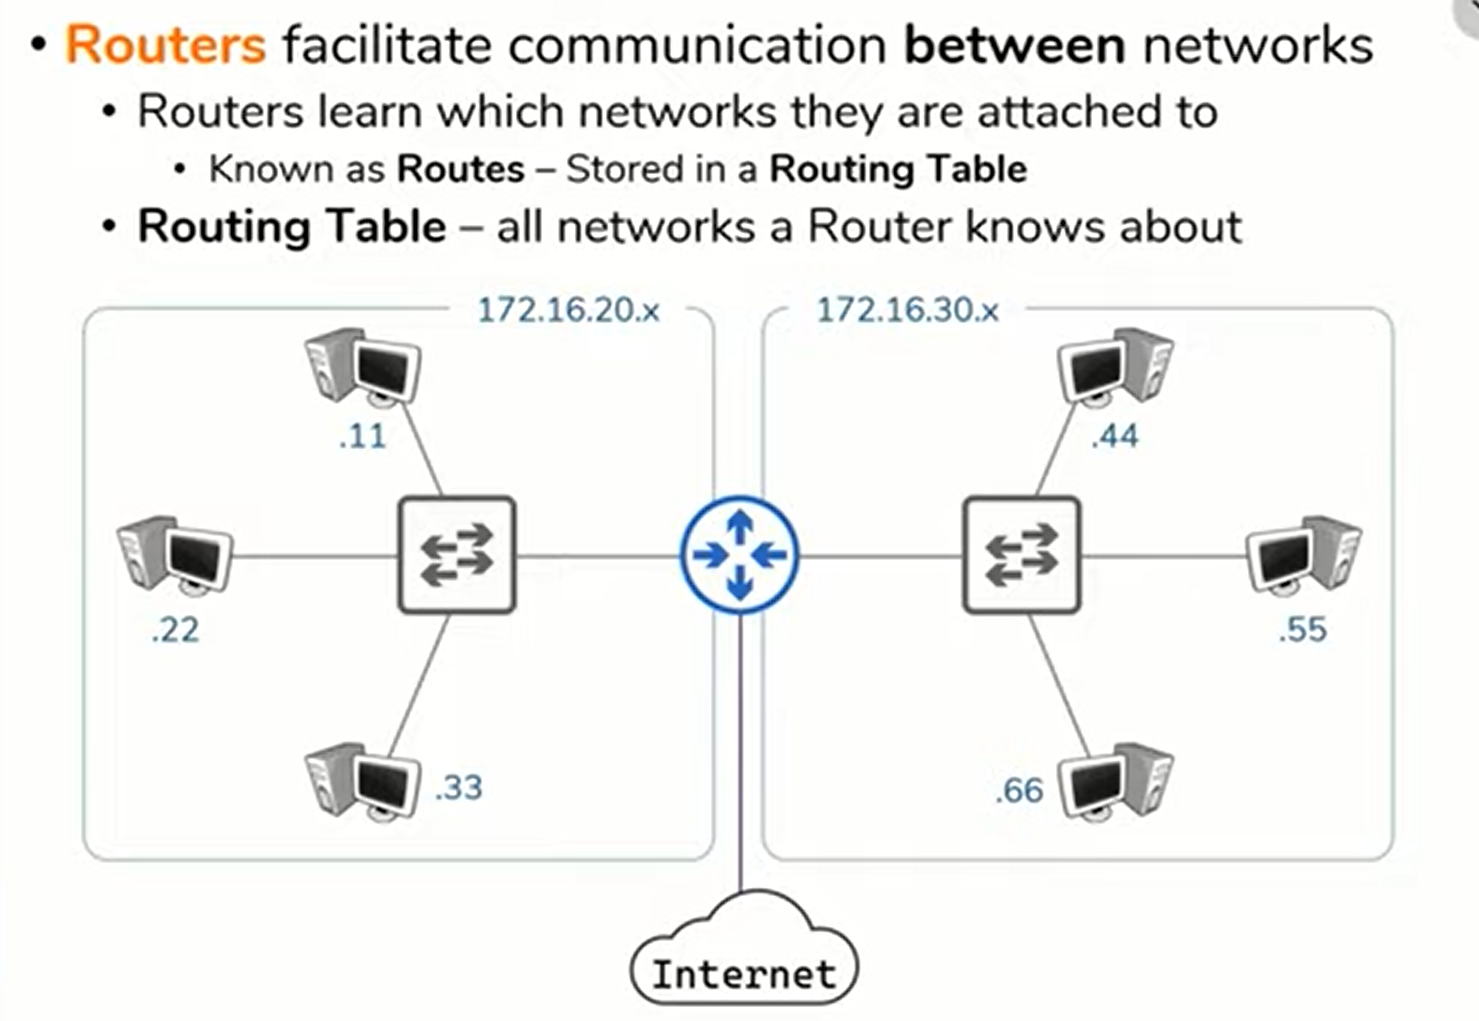 • Routers facilitate communication between networks
• Routers learn which networks they are attached to
• Known as Routes – Stored in a Routing Table
• Routing Table – all networks a Router knows about
172.16.20.x
172.16.30.x
.11
.44
.22
.55
.33
.66
Internet